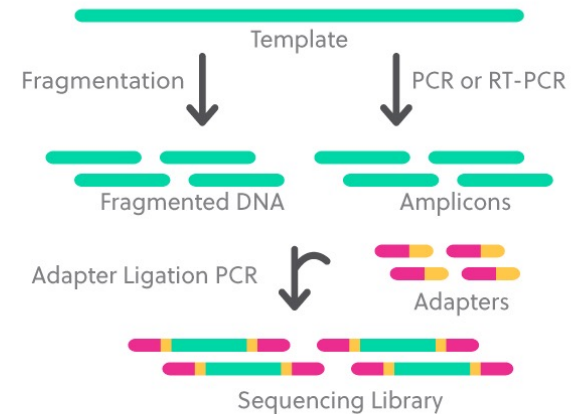 Template
Fragmentation
PCR or RT-PCR
Fragmented DNA
Amplicons
Adapter Ligation PCR
Adapters
Sequencing Library